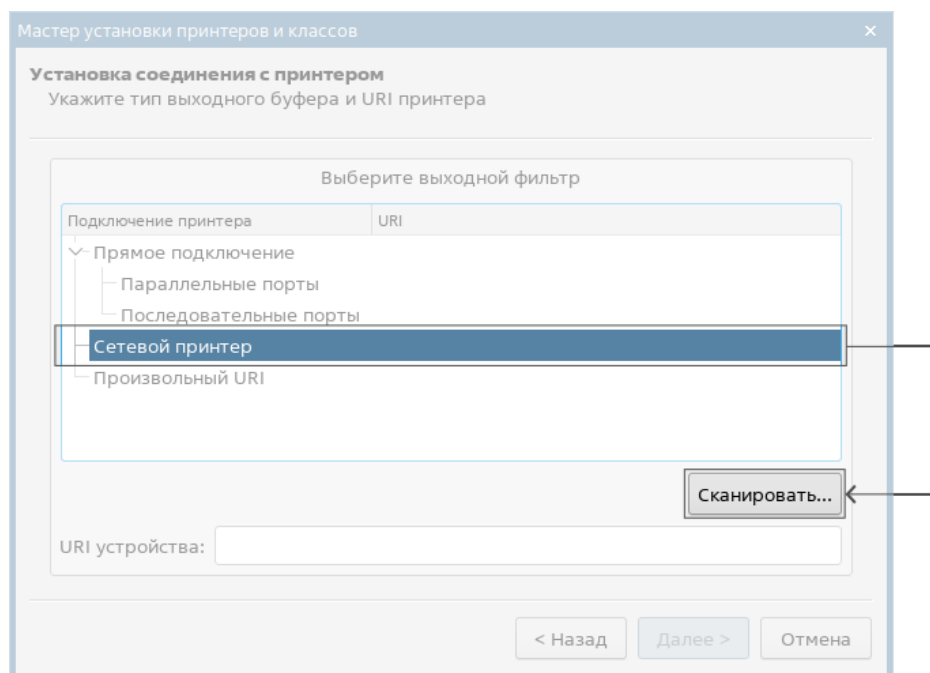 Мастер установки принтеров и классов
Установка соединения с принтером
Укажите тип выходного буфера и URI принтера
Выберите выходной фильтр
Подключение принтера URI
Прямое подключение
Параллельные порты
Последовательные порты
Сетевой принтер
Произвольный URI
Сканировать...
URI устройства:
< Назад Далее > Отмена